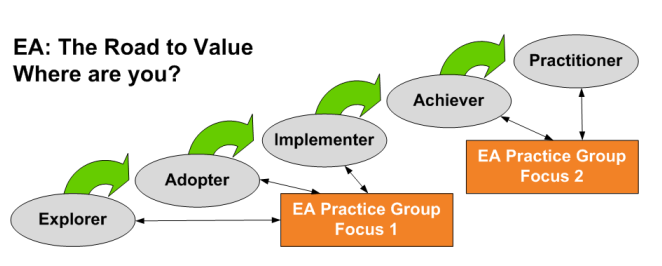 EA: The Road to Value
Where are you?
Practitioner
Achiever
Implementer
EA Practice Group
Focus 2
Adopter
EA Practice Group
Focus 1
Explorer